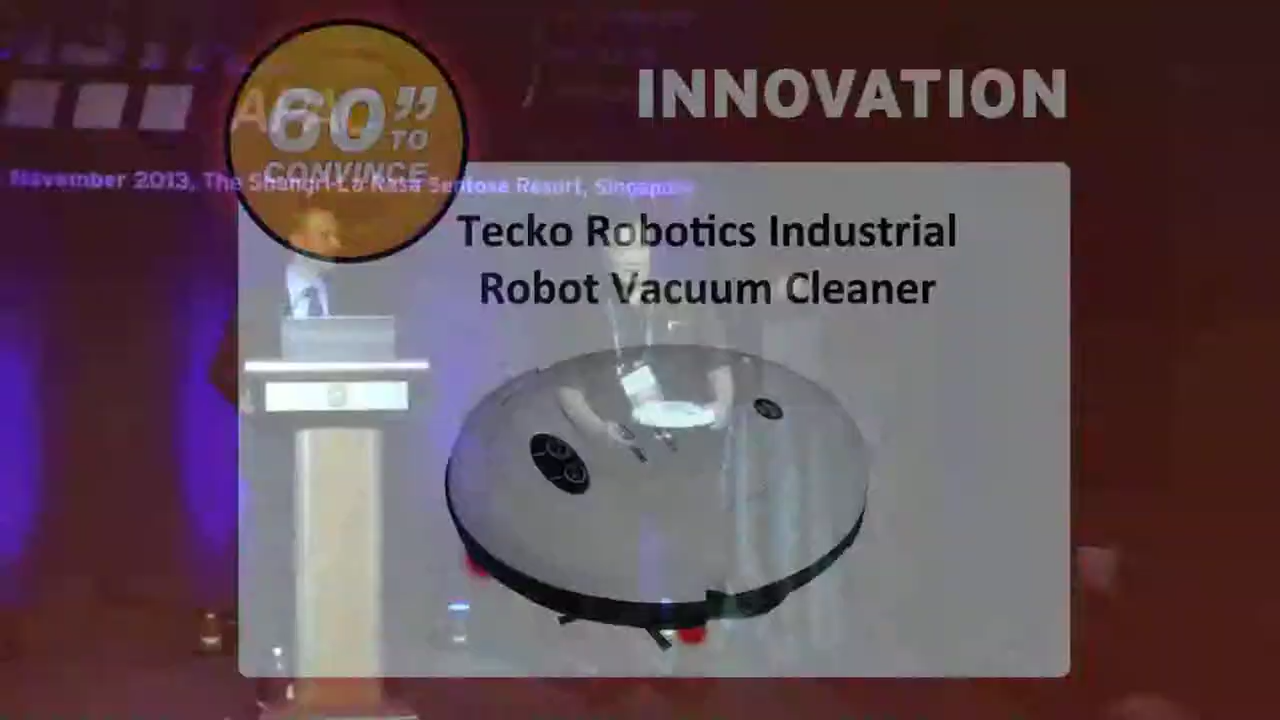 60”
TO
CONVINCE
INNOVATION
November 2013, The Shangri-La Rasa Sentosa Resort, Singapore
Tecko Robotics Industrial
Robot Vacuum Cleaner